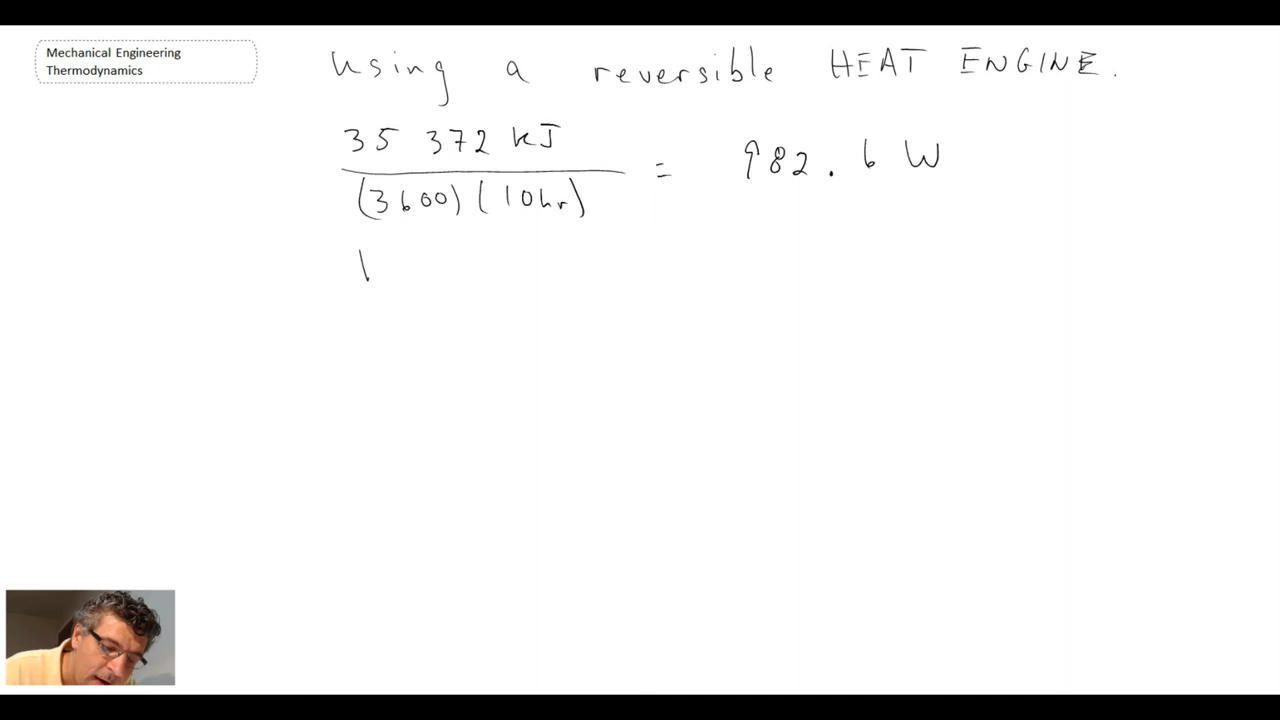 Mechanical Engineering
Thermodynamics
using a reversible HEAT ENGINE.
35 372 kJ
(3600) (10hr)
= 982.6 W